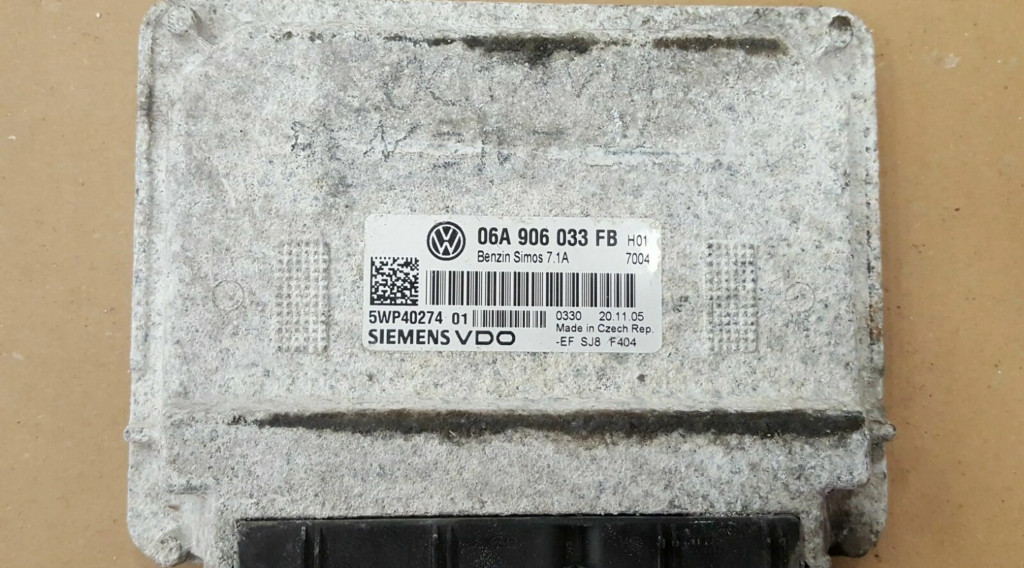 06A 906 033 FB H01
Benzin Simos 7.1A 7004
5WP40274 01 0330 20.11.05
Made in Czech Rep.
SIEMENS VDO -EF SJ8 F404